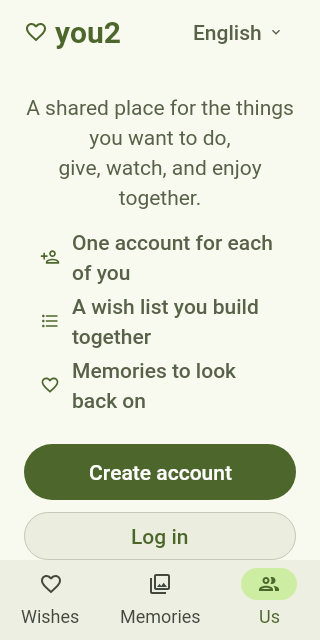 you2
English
A shared place for the things
you want to do,
give, watch, and enjoy
together.
One account for each
of you
A wish list you build
together
Memories to look
back on
Create account
Log in
Wishes
Memories
Us